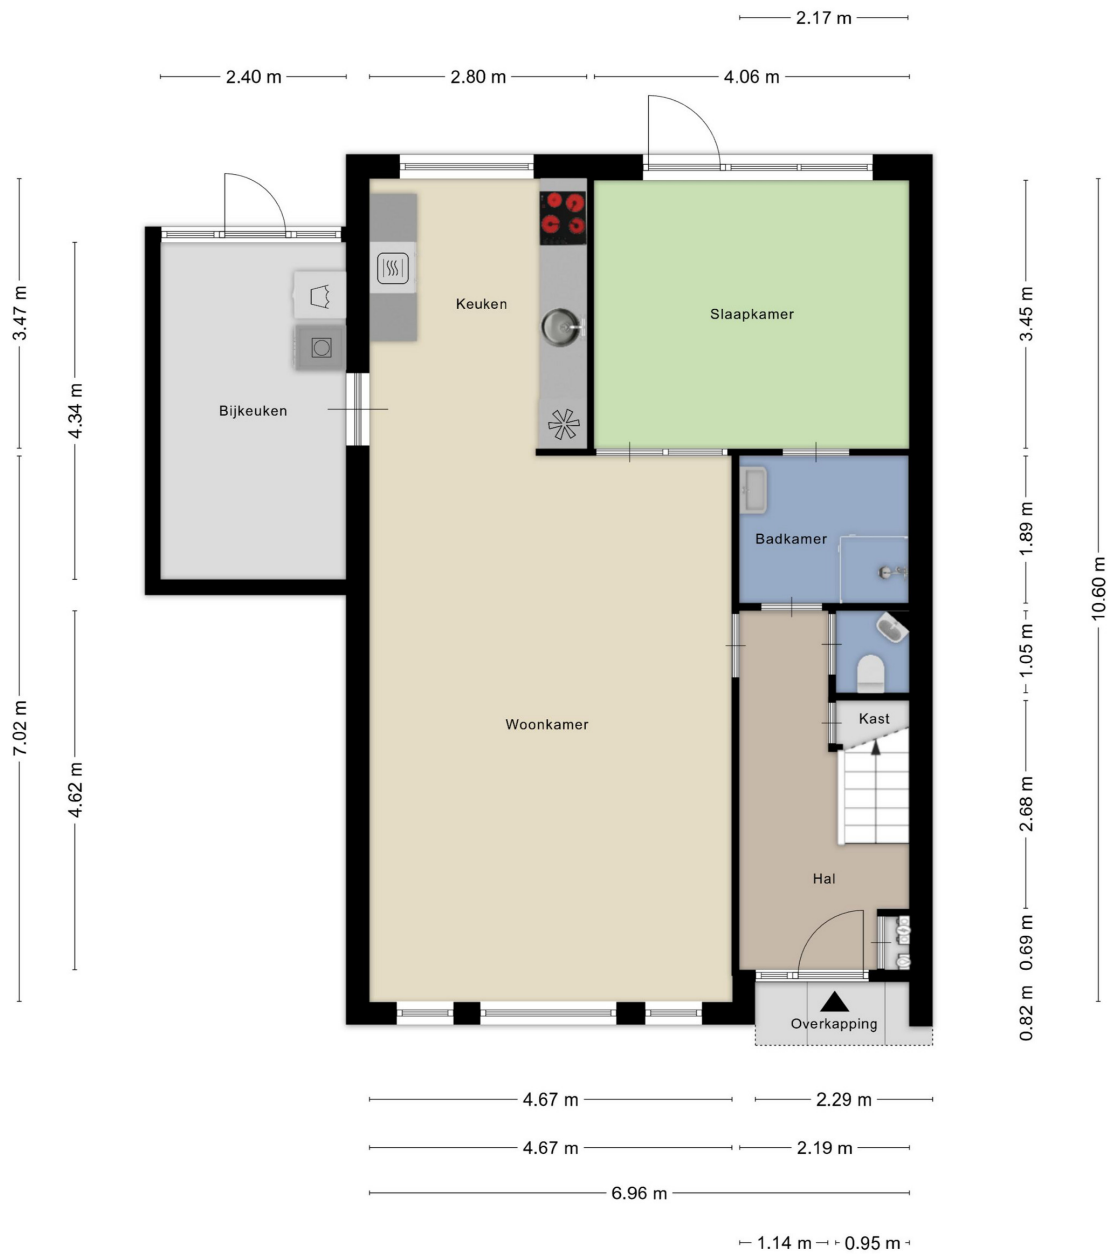 2.17 m
2.40 m
2.80 m
4.06 m
3.47 m
4.34 m
3.45 m
Keuken
Slaapkamer
Bijkeuken
1.89 m
Badkamer
10.60 m
1.05 m
7.02 m
4.62 m
Woonkamer
Kast
2.68 m
Hal
0.69 m
0.82 m
Overkapping
4.67 m
2.29 m
4.67 m
2.19 m
6.96 m
1.14 m
0.95 m